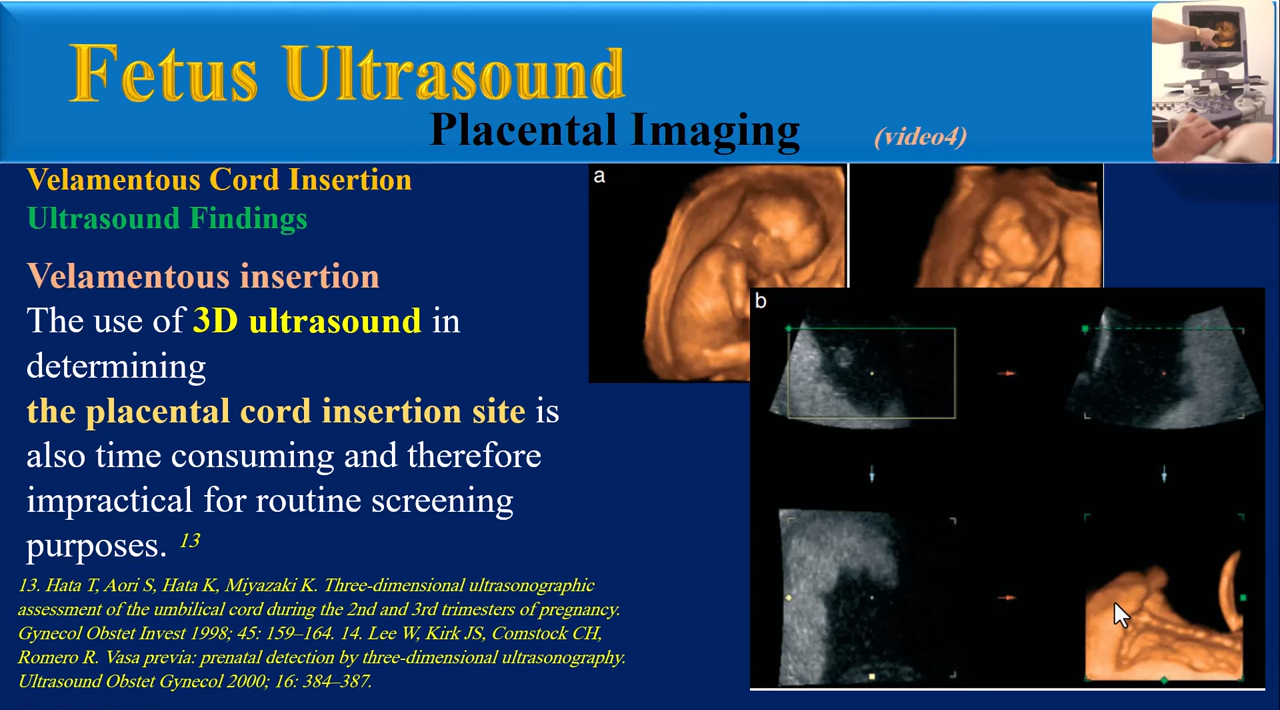 Fetus Ultrasound
Placental Imaging
(video4)
Velamentous Cord Insertion
Ultrasound Findings
Velamentous insertion
The use of 3D ultrasound in
determining
the placental cord insertion site is
also time consuming and therefore
impractical for routine screening
purposes. 13
13. Hata T, Aori S, Hata K, Miyazaki K. Three-dimensional ultrasonographic
assessment of the umbilical cord during the 2nd and 3rd trimesters of pregnancy.
Gynecol Obstet Invest 1998; 45: 159–164. 14. Lee W, Kirk JS, Comstock CH,
Romero R. Vasa previa: prenatal detection by three-dimensional ultrasonography.
Ultrasound Obstet Gynecol 2000; 16: 384–387.
a
b